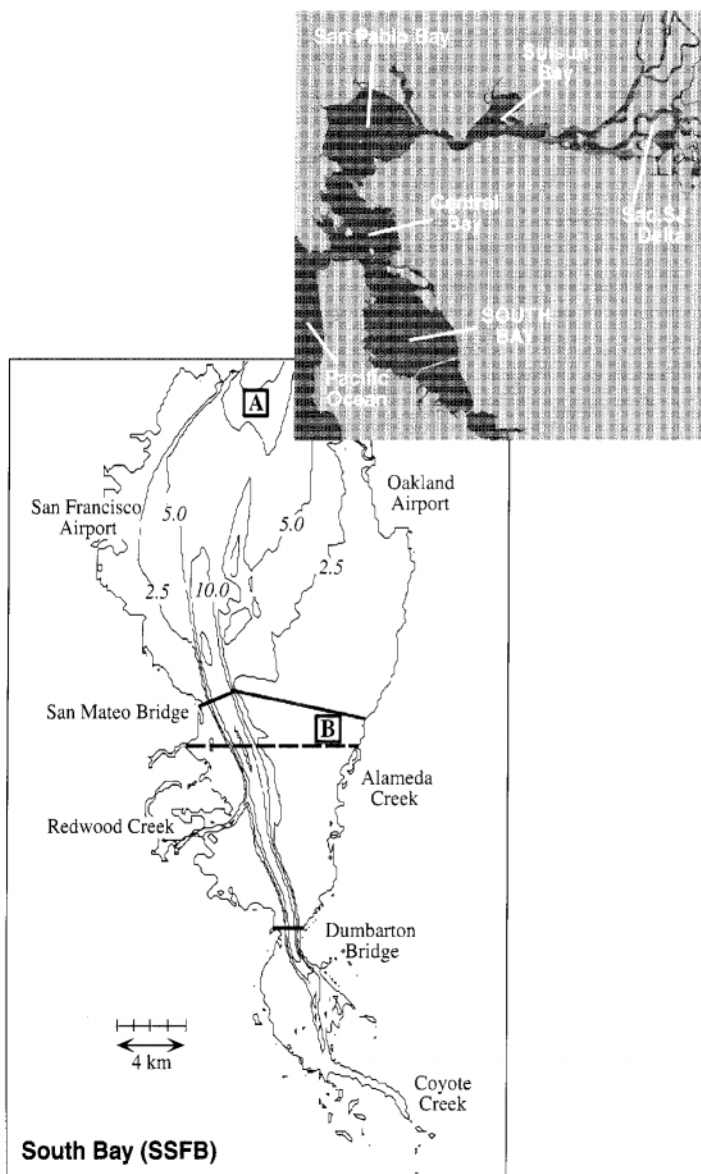 San Pablo Bay
Suisun
Bay
Central
Bay
Sac-SJ
Delta
SOUTH
BAY
Pacific
Ocean
A
San Francisco
Airport
Oakland
Airport
5.0
5.0
2.5
2.5
10.0
San Mateo Bridge
B
Alameda
Creek
Redwood Creek
Dumbarton
Bridge
4 km
Coyote
Creek
South Bay (SSFB)